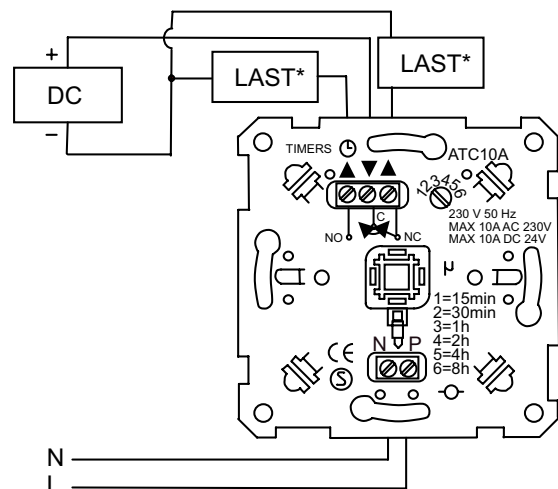 +
DC
−
LAST*
LAST*
TIMERS
ATC10A
123456
C
NO
NC
230 V 50 Hz
MAX 10A AC 230V
MAX 10A DC 24V
µ
1=15min
2=30min
3=1h
4=2h
5=4h
6=8h
N P
CE
S
N
L